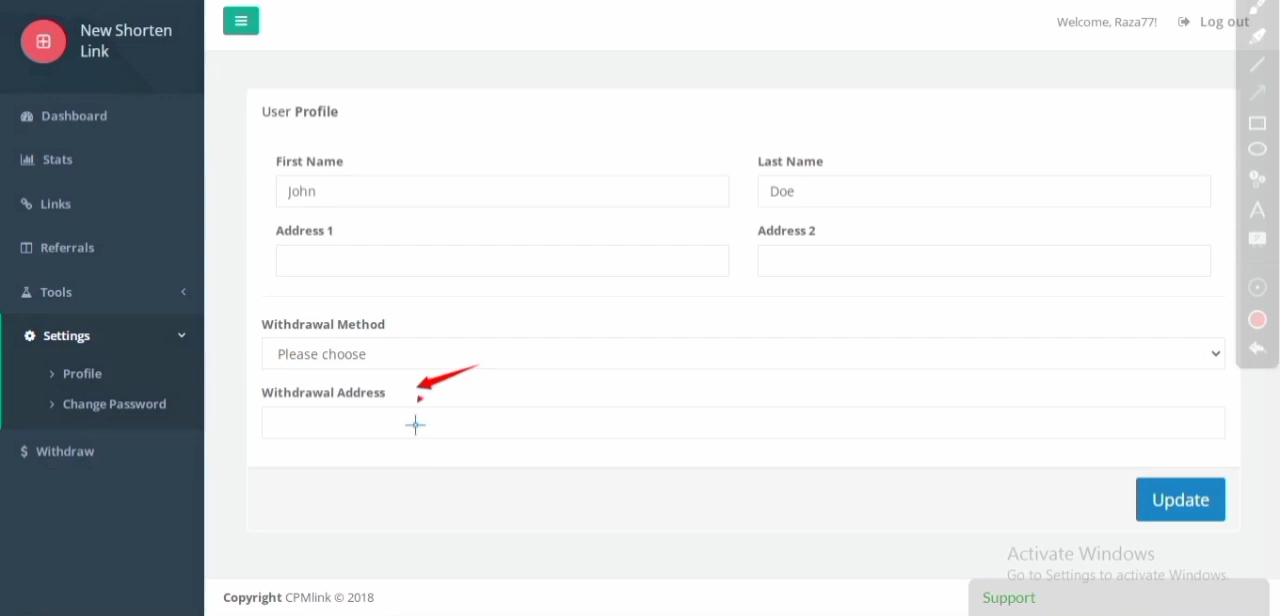 New Shorten
Link
Dashboard
Stats
Links
Referrals
Tools
Settings
Profile
Change Password
$ Withdraw
Welcome, Raza77!
Log out
User Profile
First Name
Last Name
John
Doe
Address 1
Address 2
Withdrawal Method
Please choose
Withdrawal Address
Update
Activate Windows
Go to Settings to activate Windows.
Copyright CPMlink © 2018
Support